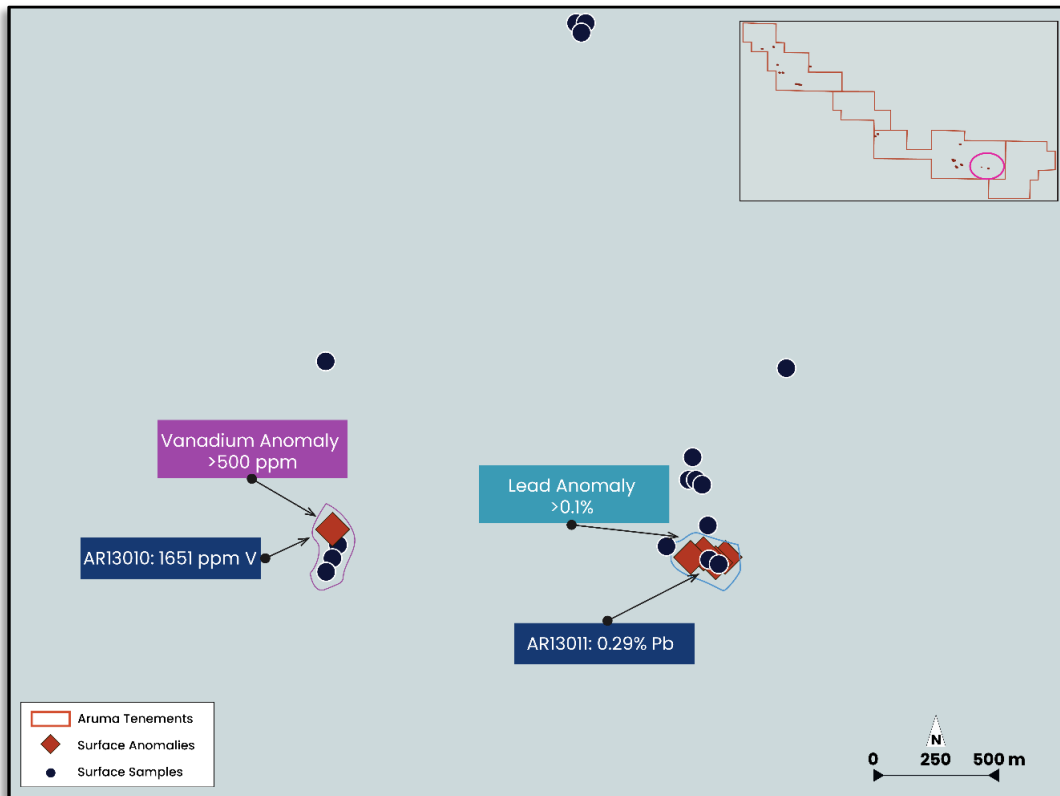 Vanadium Anomaly
>500 ppm
Lead Anomaly
>0.1%
AR13010: 1651 ppm V
AR13011: 0.29% Pb
Aruma Tenements
Surface Anomalies
Surface Samples
N
0 250 500 m